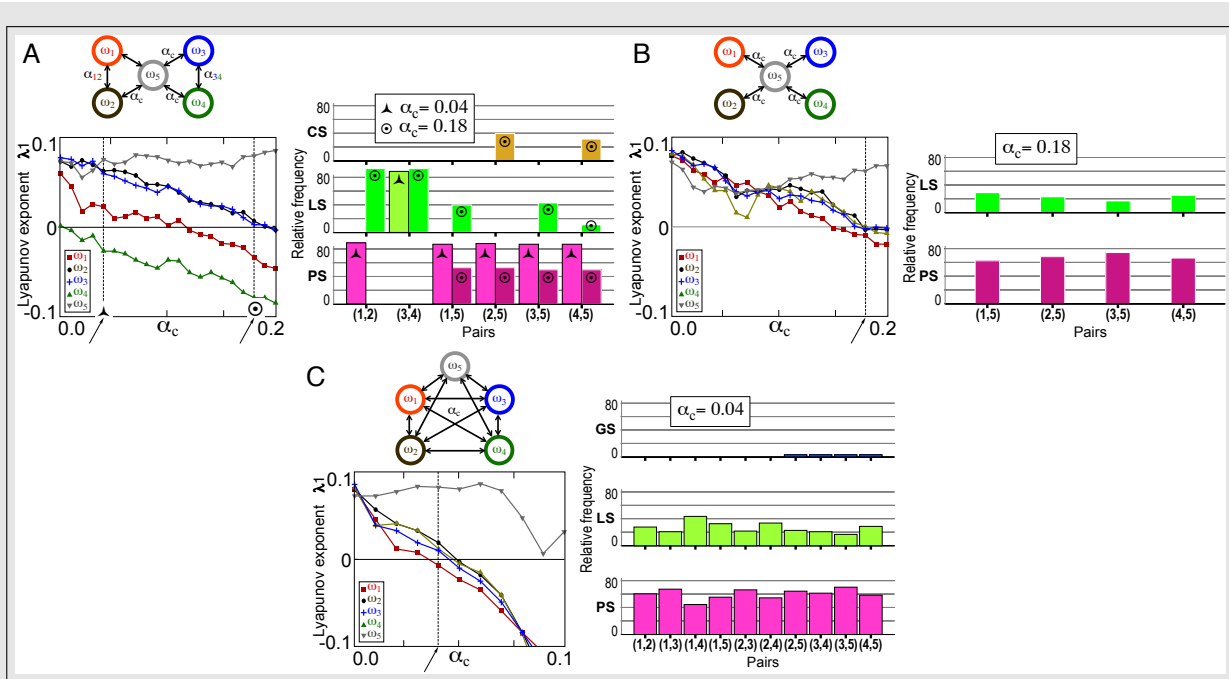 A
ω1
αc
ω3
α12
ω5
α34
αc
αc
ω2
ω4
Lyapunov exponent λ1
0.1
0
-0.1
ω1
ω2
ω3
ω4
ω5
0.0
αc
0.2
αc= 0.04
αc= 0.18
Relative frequency
80
CS
0
80
LS
0
80
PS
0
(1,2) (3,4) (1,5) (2,5) (3,5) (4,5)
Pairs
B
ω1
αc
αc
ω3
ω5
αc
αc
ω2
ω4
Lyapunov exponent λ1
0.1
0
-0.1
ω1
ω2
ω3
ω4
ω5
0.0
αc
0.2
αc= 0.18
Relative frequency
80
LS
0
80
PS
0
(1,5) (2,5) (3,5) (4,5)
Pairs
C
ω5
ω1
ω3
αc
ω2
ω4
Lyapunov exponent λ1
0.1
0
-0.1
ω1
ω2
ω3
ω4
ω5
0.0
αc
0.1
αc= 0.04
Relative frequency
80
GS
0
80
LS
0
80
PS
0
(1,2) (1,3) (1,4) (1,5) (2,3) (2,4) (2,5) (3,4) (3,5) (4,5)
Pairs